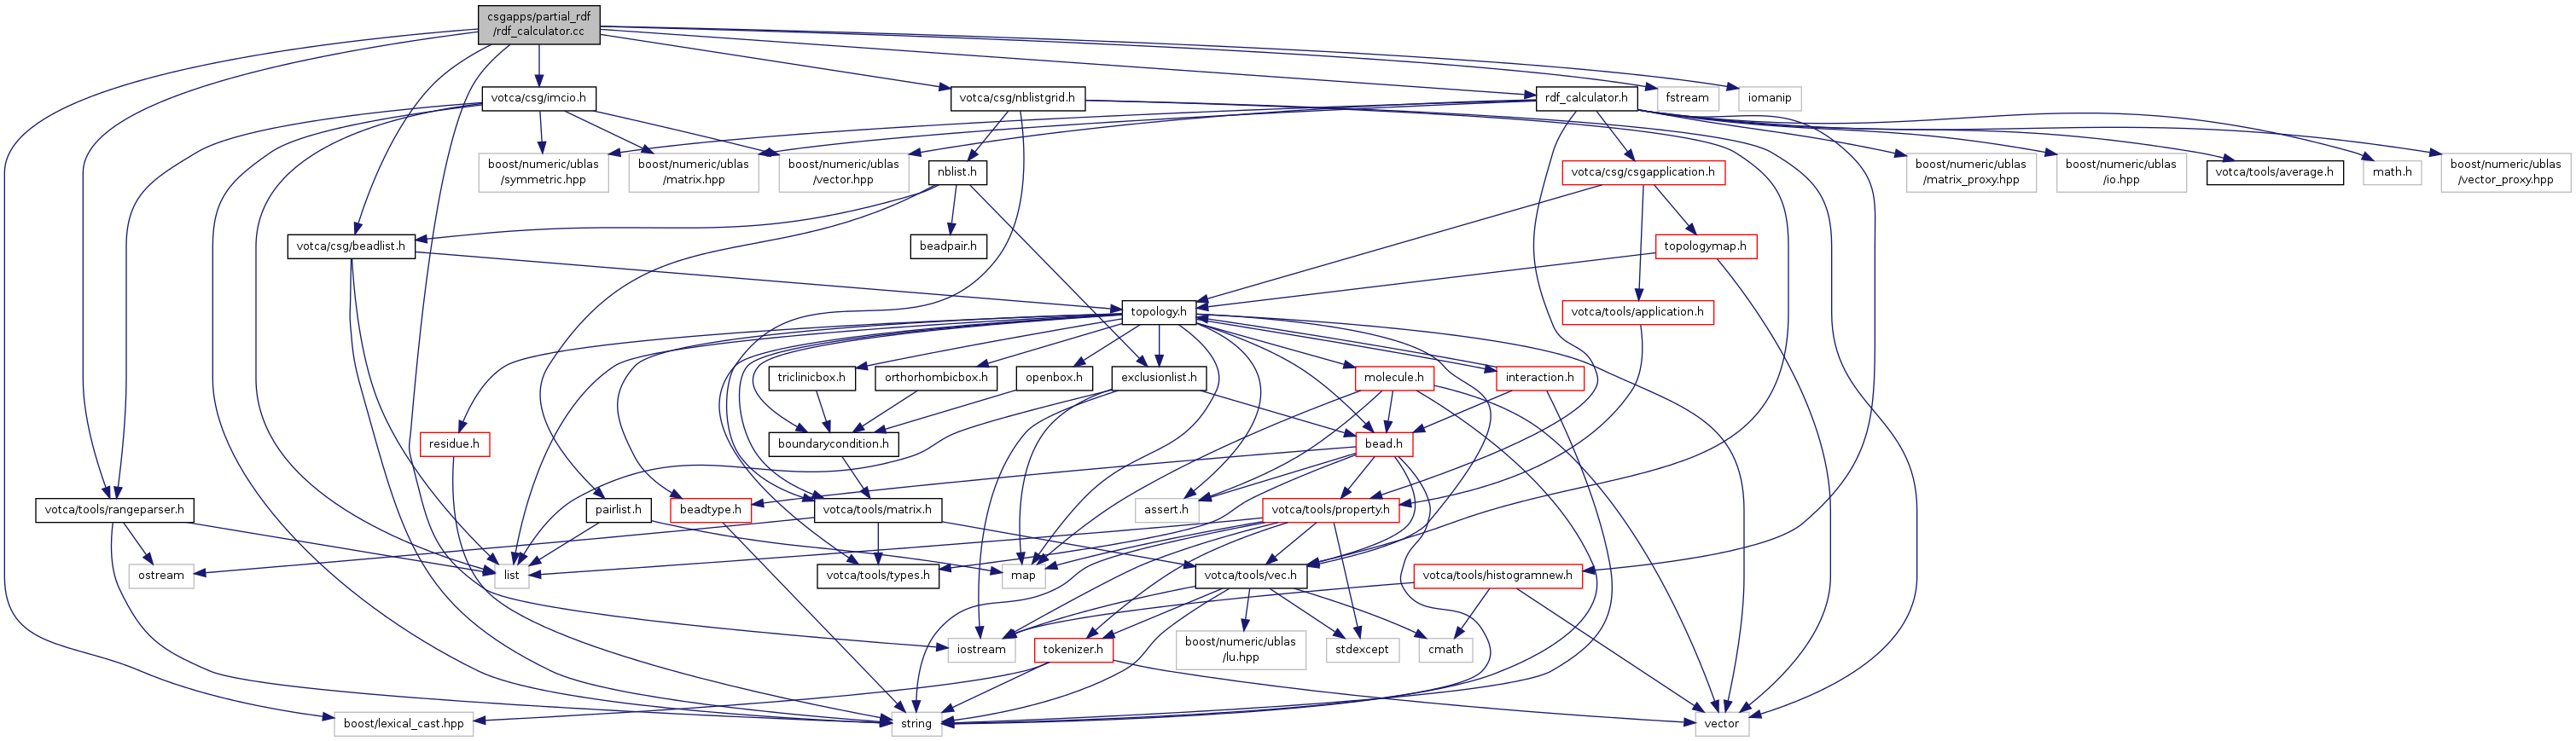 csgapps/partial_rdf
/rdf_calculator.cc
votca/csg/imcio.h
votca/csg/nblistgrid.h
rdf_calculator.h
fstream
iomanip
boost/numeric/ublas
/symmetric.hpp
boost/numeric/ublas
/matrix.hpp
boost/numeric/ublas
/vector.hpp
nblist.h
votca/csg/csgapplication.h
boost/numeric/ublas
/matrix_proxy.hpp
boost/numeric/ublas
/io.hpp
votca/tools/average.h
math.h
boost/numeric/ublas
/vector_proxy.hpp
votca/csg/beadlist.h
beadpair.h
topologymap.h
topology.h
votca/tools/application.h
triclinicbox.h
orthorhombicbox.h
openbox.h
exclusionlist.h
molecule.h
interaction.h
residue.h
boundarycondition.h
bead.h
votca/tools/rangeparser.h
pairlist.h
beadtype.h
votca/tools/matrix.h
assert.h
votca/tools/property.h
ostream
list
votca/tools/types.h
map
votca/tools/vec.h
votca/tools/histogramnew.h
iostream
tokenizer.h
boost/numeric/ublas
/lu.hpp
stdexcept
cmath
boost/lexical_cast.hpp
string
vector